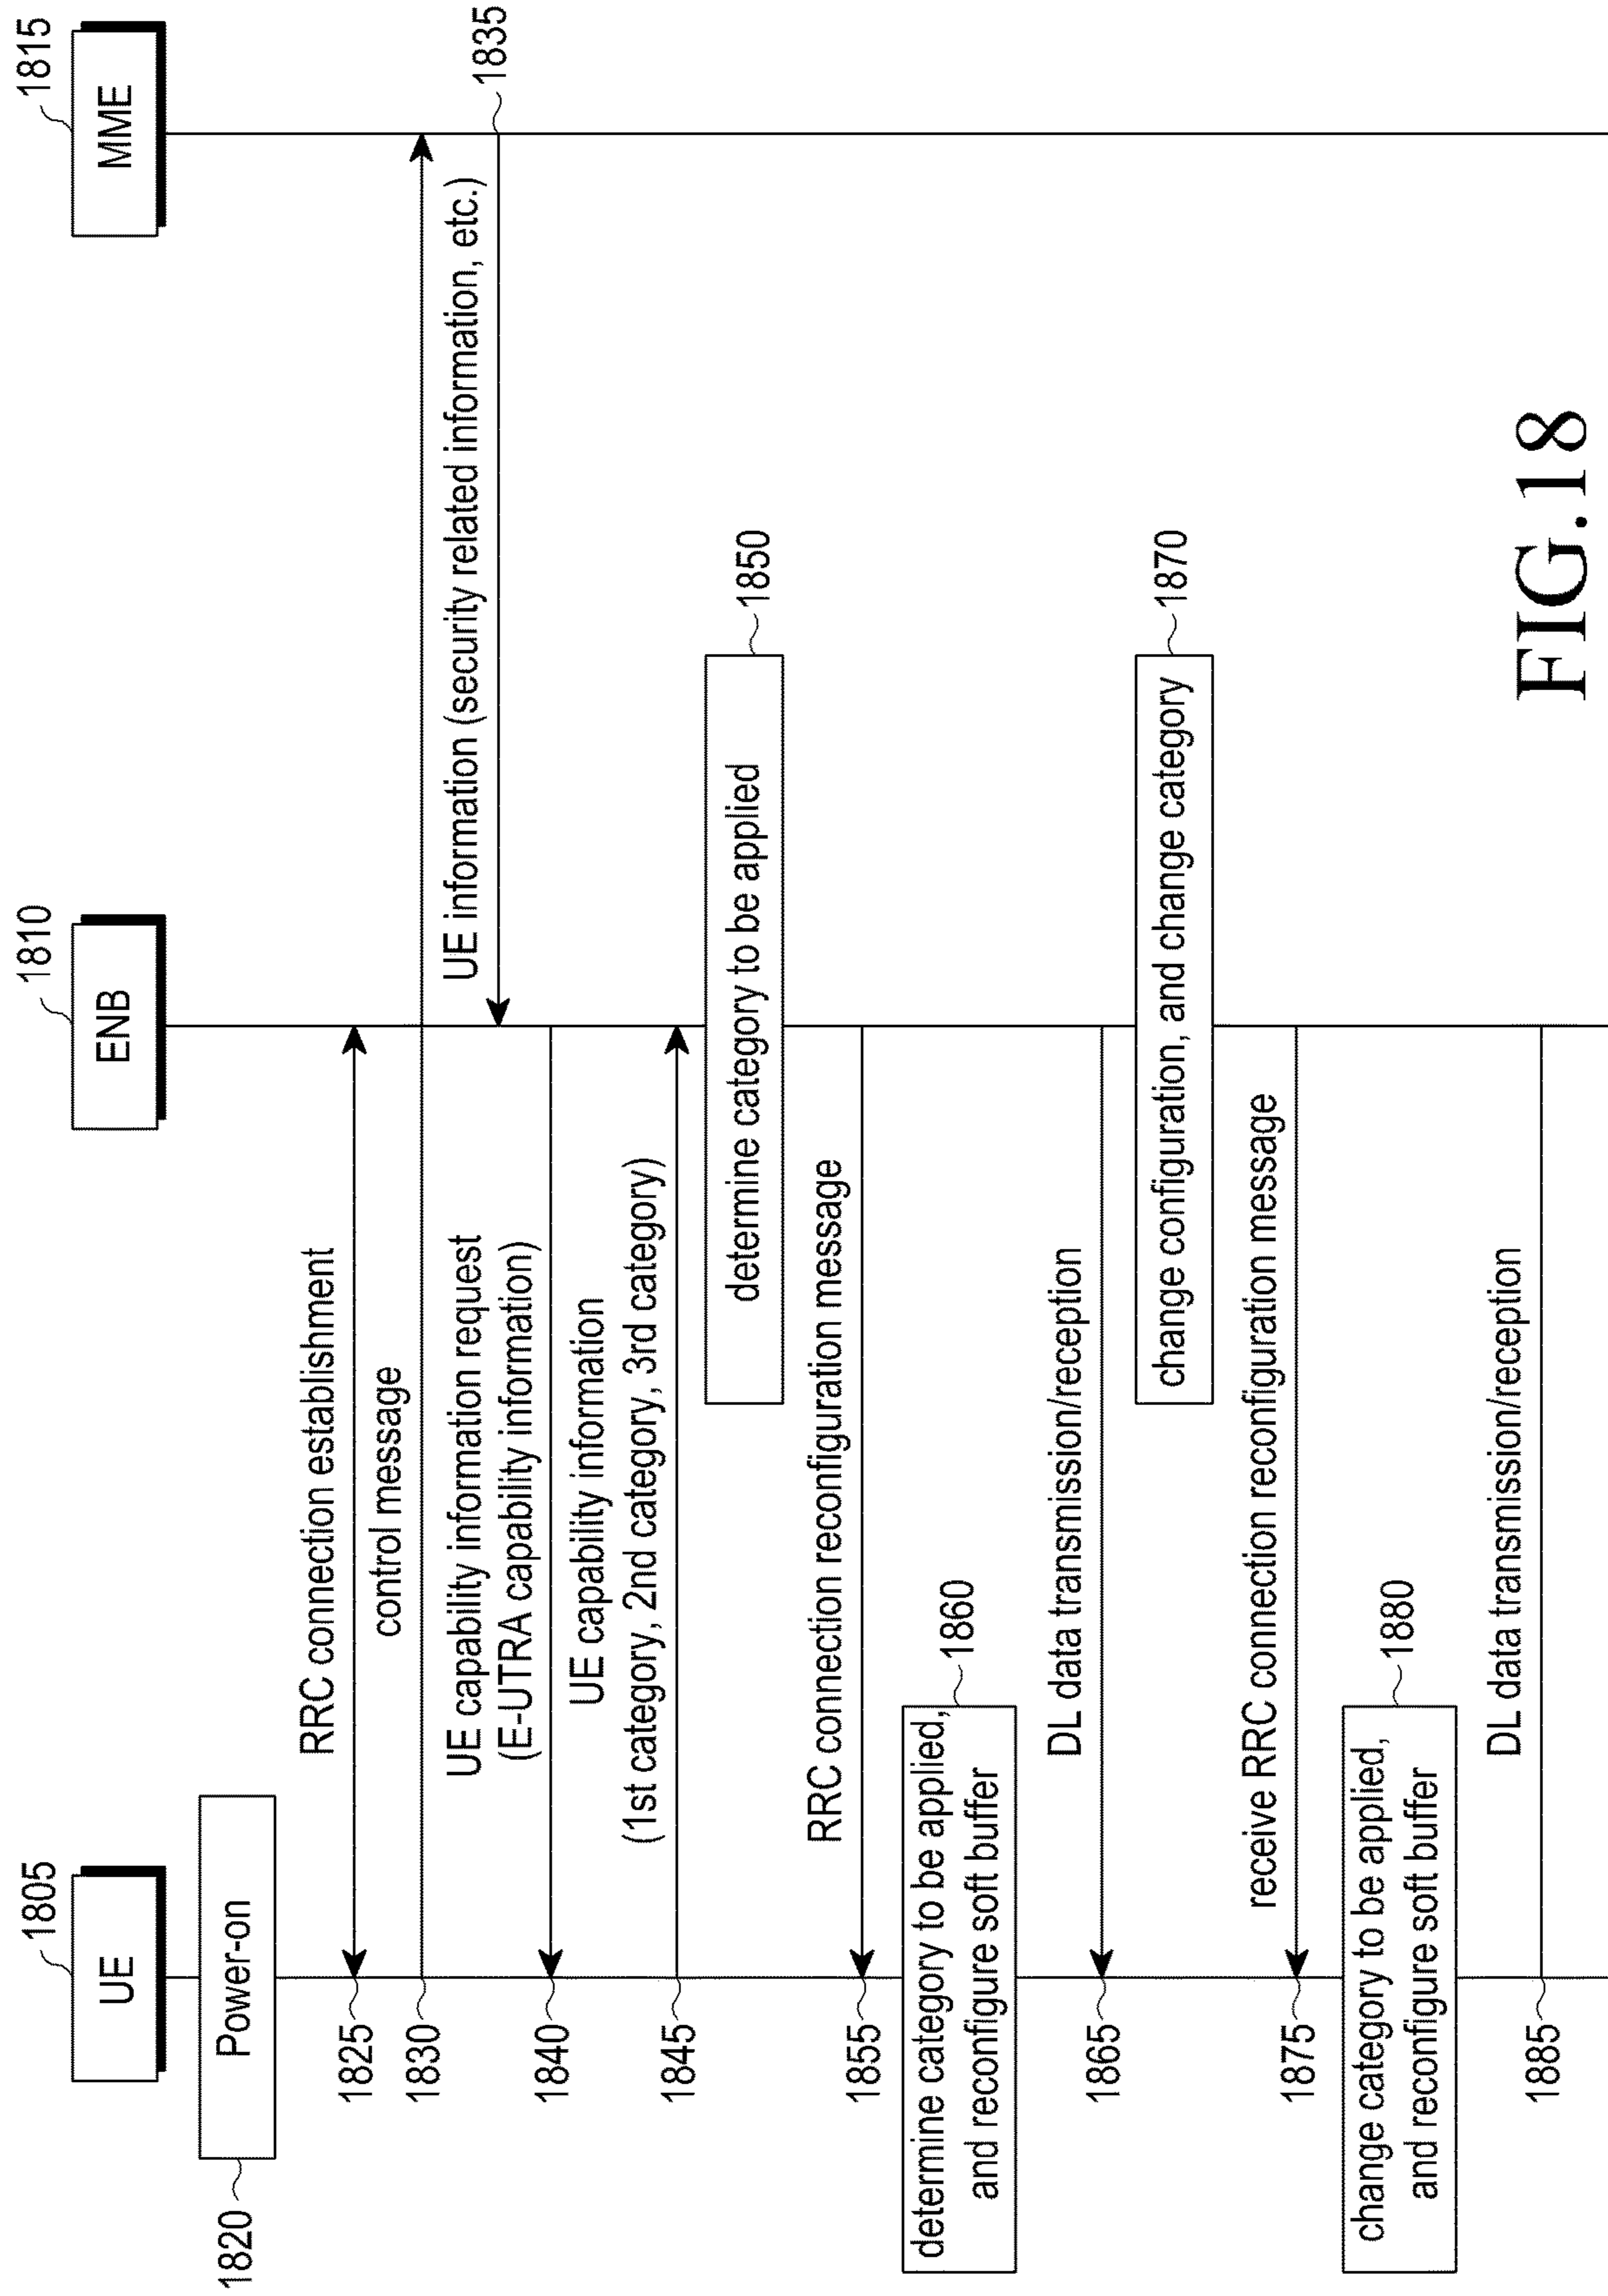 1805
UE
1810
ENB
1815
MME
1820
Power-on
1825
RRC connection establishment
1830
control message
UE information (security related information, etc.)
1835
1840
UE capability information request
(E-UTRA capability information)
1845
UE capability information
(1st category, 2nd category, 3rd category)
determine category to be applied
1850
1855
RRC connection reconfiguration message
determine category to be applied,
and reconfigure soft buffer
1860
1865
DL data transmission/reception
change configuration, and change category
1870
1875
receive RRC connection reconfiguration message
change category to be applied,
and reconfigure soft buffer
1880
1885
DL data transmission/reception
FIG.18